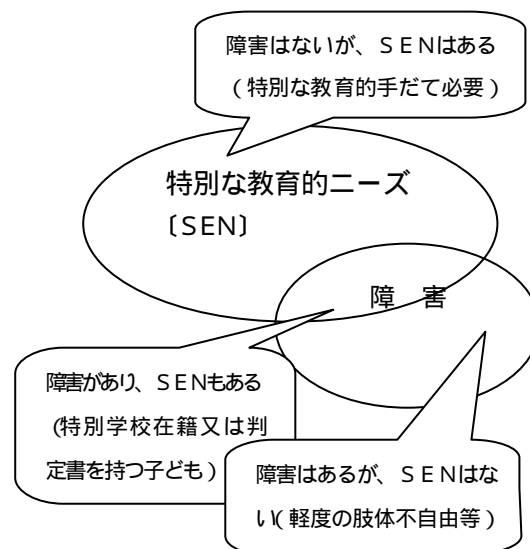 障害はないが、ＳＥＮはある
（特別な教育的手だて必要）
特別な教育的ニーズ
〔SEN〕
障　害
障害があり、ＳＥＮもある
(特別学校在籍又は判
定書を持つ子ども）
障害はあるが、ＳＥＮはな
い(軽度の肢体不自由等）